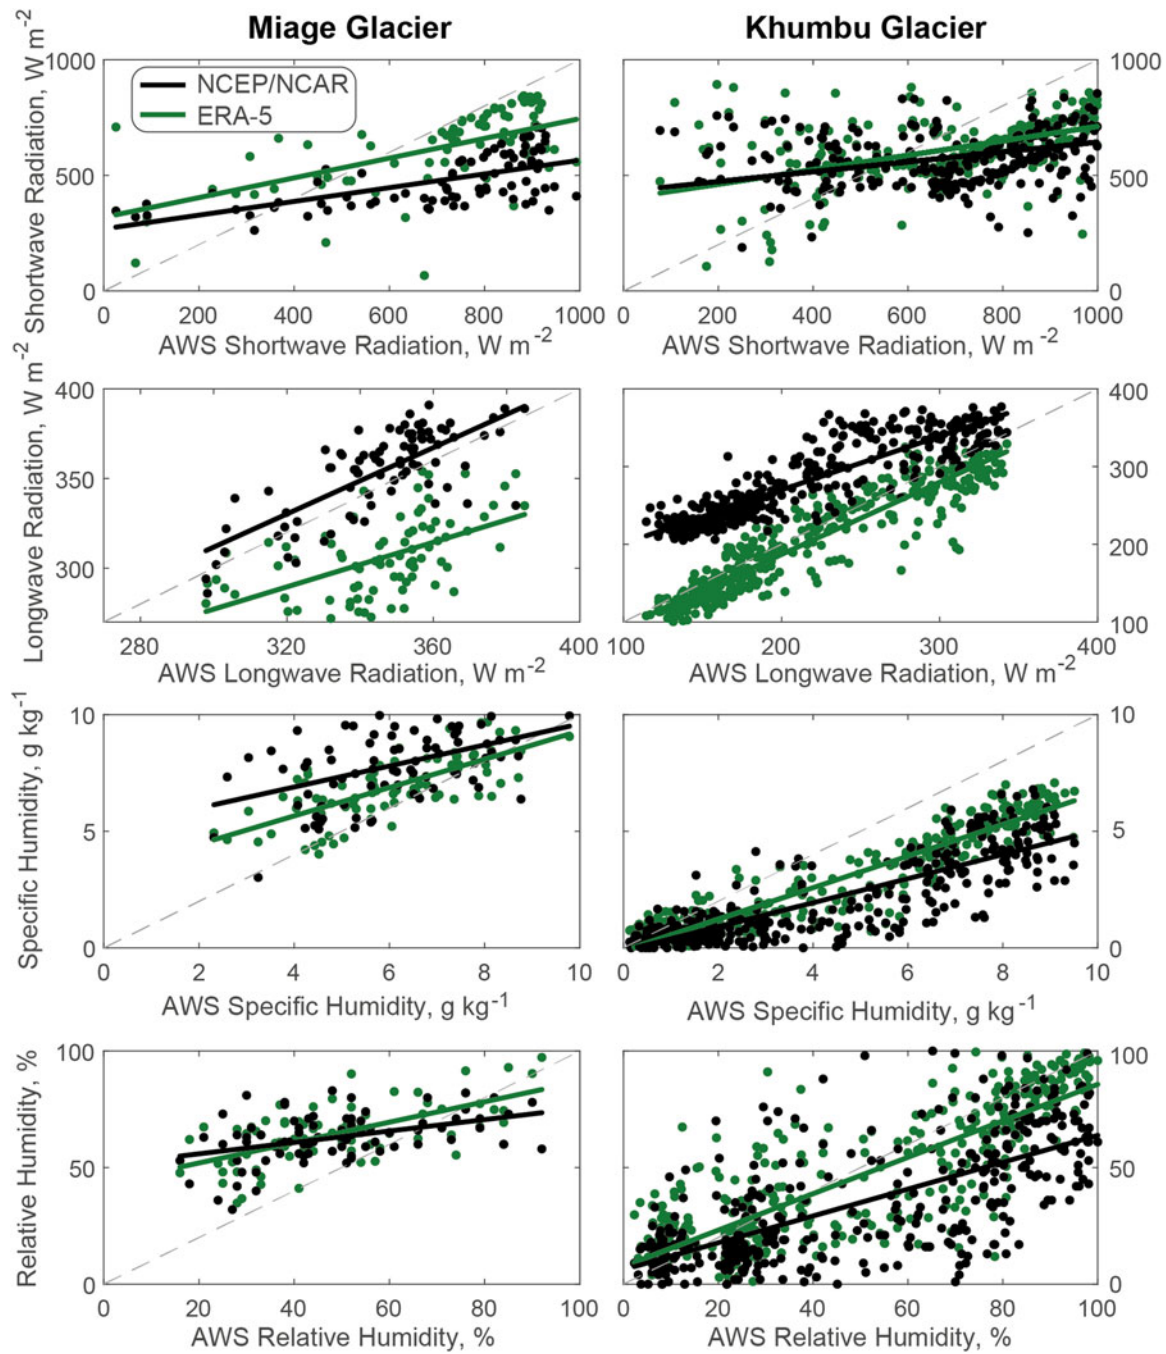 Miage Glacier Khumbu Glacier
NCEP/NCAR
ERA-5
Shortwave Radiation, W m-2
1000 1000
500 500
0 0
0 200 400 600 800 1000 0 200 400 600 800 1000
AWS Shortwave Radiation, W m-2 AWS Shortwave Radiation, W m-2
Longwave Radiation, W m-2
400 400
350 300
300 200
100
280 320 360 400 100 200 300 400
AWS Longwave Radiation, W m-2 AWS Longwave Radiation, W m-2
Specific Humidity, g kg-1
10 10
5 5
0 0
0 2 4 6 8 10 0 2 4 6 8 10
AWS Specific Humidity, g kg-1 AWS Specific Humidity, g kg-1
Relative Humidity, %
100 100
50 50
0 0
0 20 40 60 80 100 0 20 40 60 80 100
AWS Relative Humidity, % AWS Relative Humidity, %